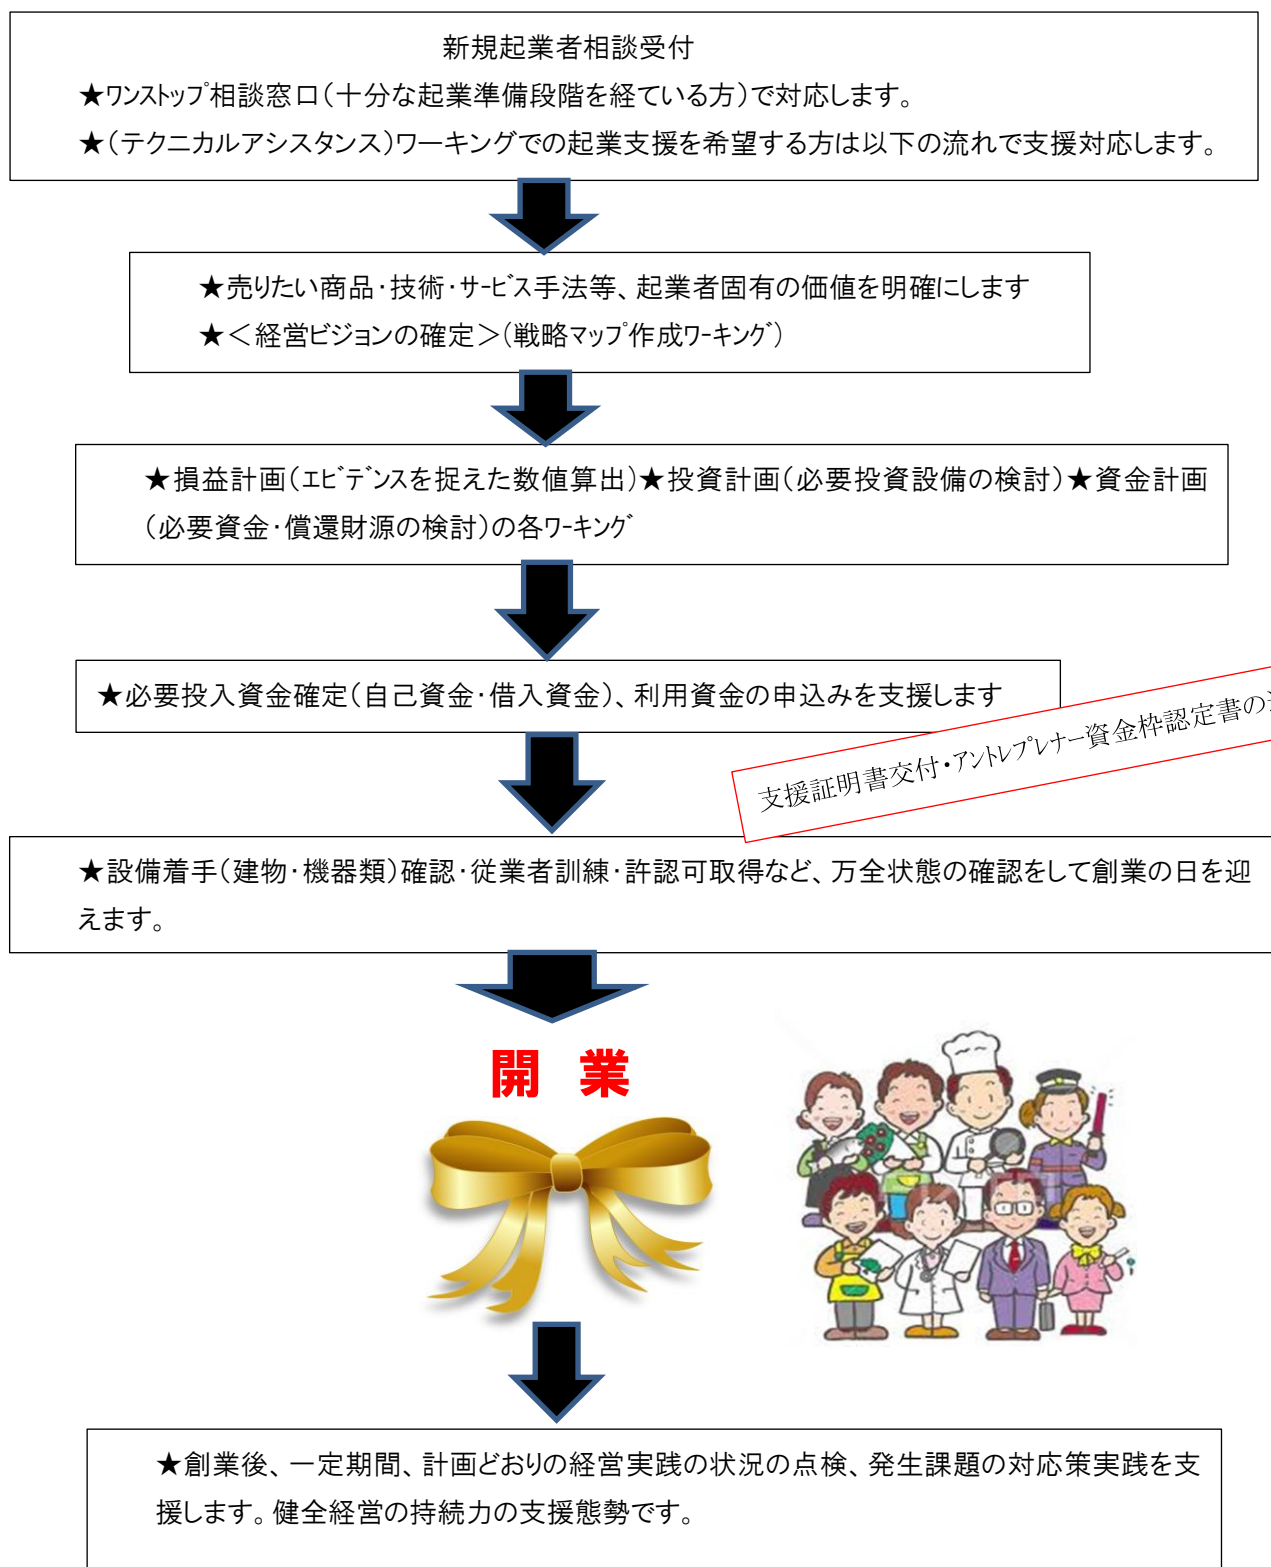 新規起業者相談受付
★ワンストップ相談窓口（十分な起業準備段階を経ている方）で対応します。
★（テクニカルアシスタンス）ワーキングでの起業支援を希望する方は以下の流れで支援対応します。
★売りたい商品・技術・サービス手法等、起業者固有の価値を明確にします
★＜経営ビジョンの確定＞（戦略マップ作成ワーキング）
★損益計画（エビデンスを捉えた数値算出）★投資計画（必要投資設備の検討）★資金計画
（必要資金・償還財源の検討）の各ワーキング
★必要投入資金確定（自己資金・借入資金）、利用資金の申込みを支援します
支援証明書交付・アントレプレナー資金枠認定書の
★設備着手（建物・機器類）確認・従業者訓練・許認可取得など、万全状態の確認をして創業の日を迎
えます。
開 業
★創業後、一定期間、計画どおりの経営実践の状況の点検、発生課題の対応策実践を支
援します。健全経営の持続力の支援態勢です。